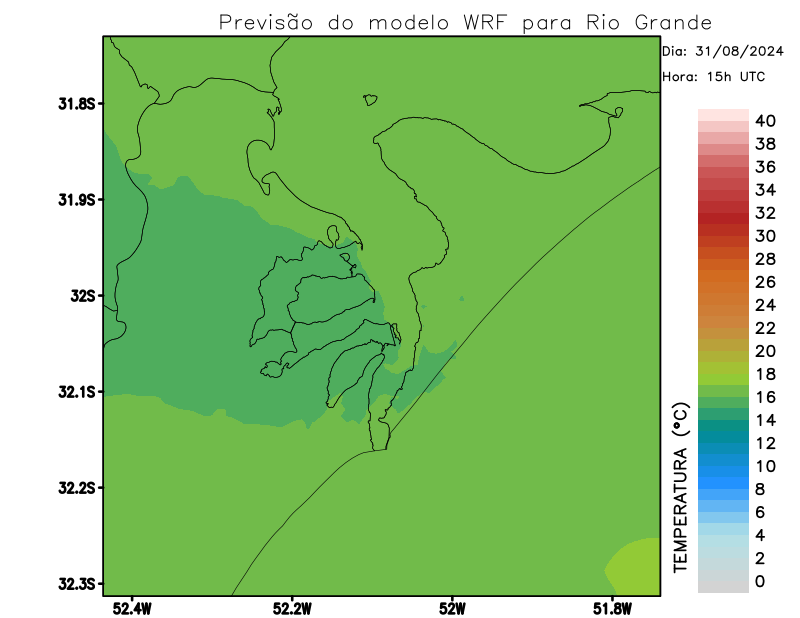 Previsão do modelo WRF para Rio Grande
Dia: 31/08/2024
Hora: 15h UTC
31.8S
31.9S
32S
32.1S
32.2S
32.3S
52.4W
52.2W
52W
51.8W
TEMPERATURA (°C)
40
38
36
34
32
30
28
26
24
22
20
18
16
14
12
10
8
6
4
2
0